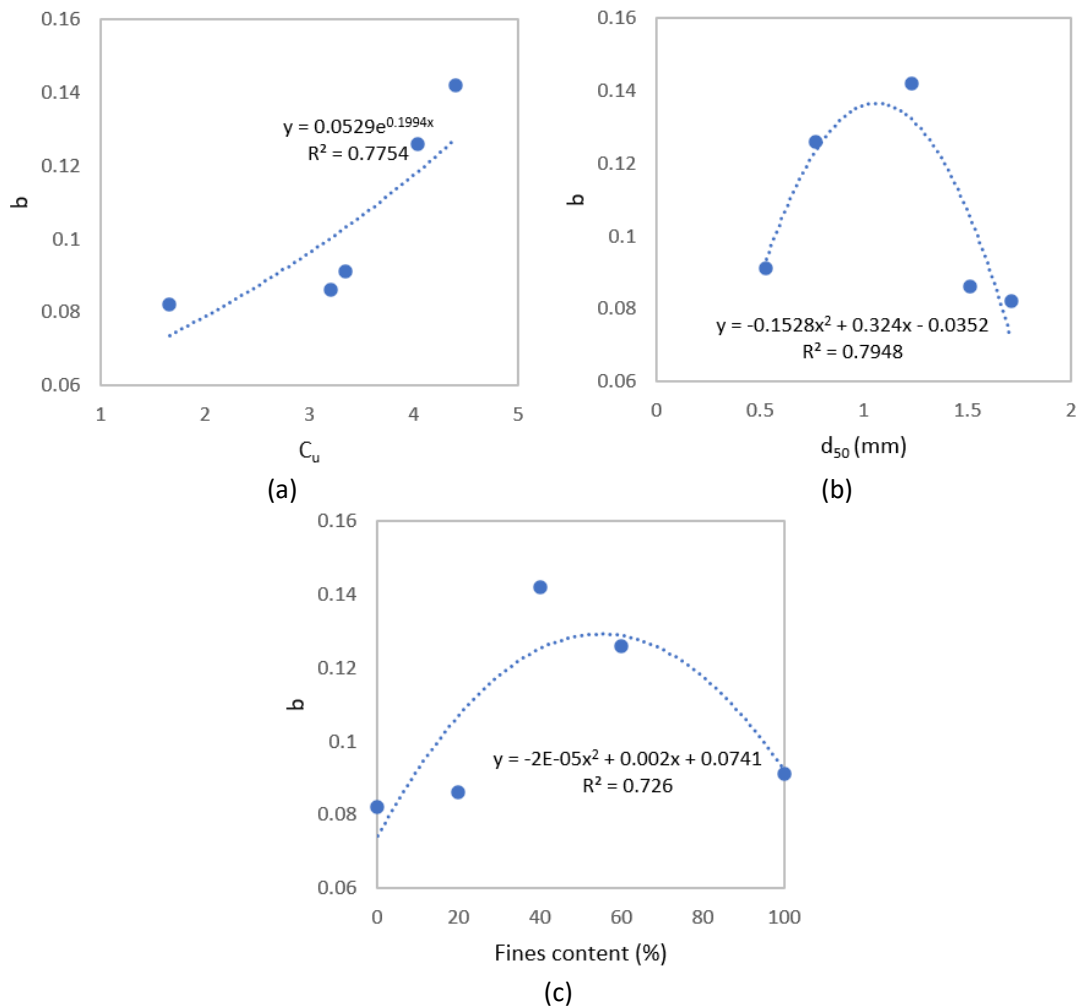 0.16
0.14
0.12
0.1
0.08
0.06
b
y = 0.0529e^0.1994x
R² = 0.7754
1 2 3 4 5
Cᵤ
(a)
0.16
0.14
0.12
0.1
0.08
0.06
b
y = -0.1528x² + 0.324x - 0.0352
R² = 0.7948
0 0.5 1 1.5 2
d₅₀ (mm)
(b)
0.16
0.14
0.12
0.1
0.08
0.06
b
y = -2E-05x² + 0.002x + 0.0741
R² = 0.726
0 20 40 60 80 100
Fines content (%)
(c)